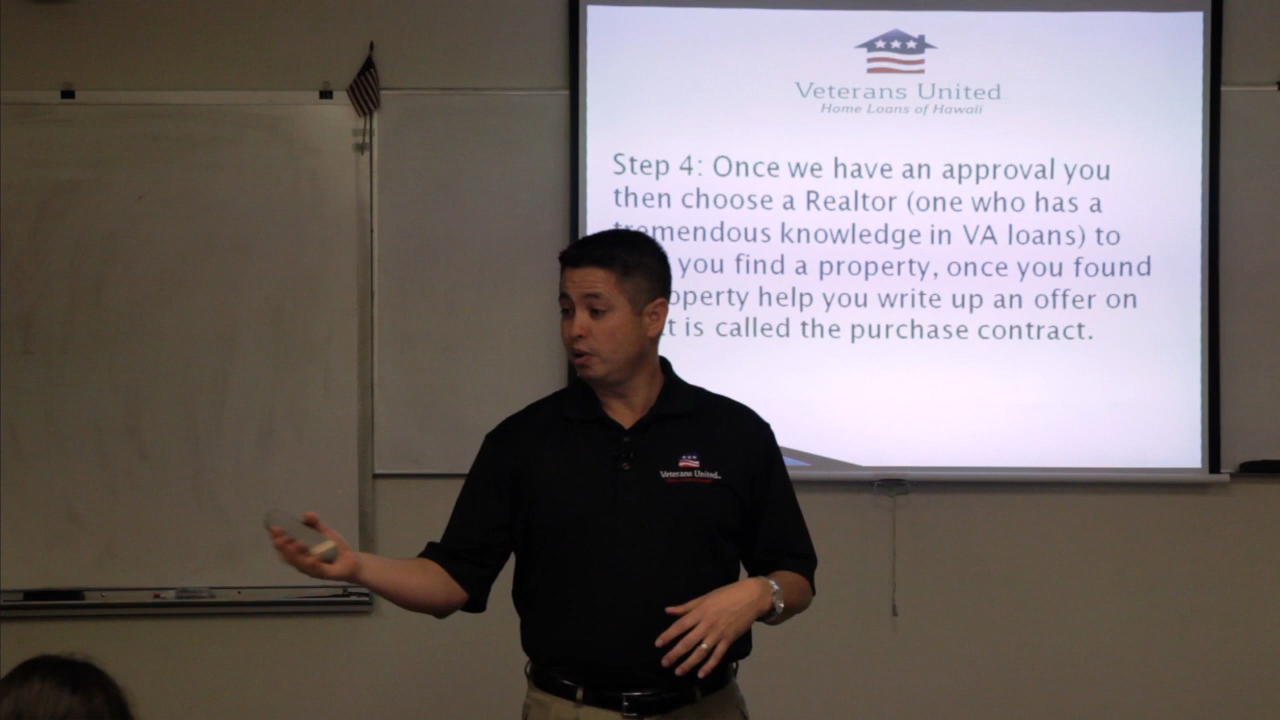 Veterans United
Home Loans of Hawaii
Step 4: Once we have an approval you
then choose a Realtor (one who has a
tremendous knowledge in VA loans) to
you find a property, once you found
operty help you write up an offer on
t is called the purchase contract.
Veterans United